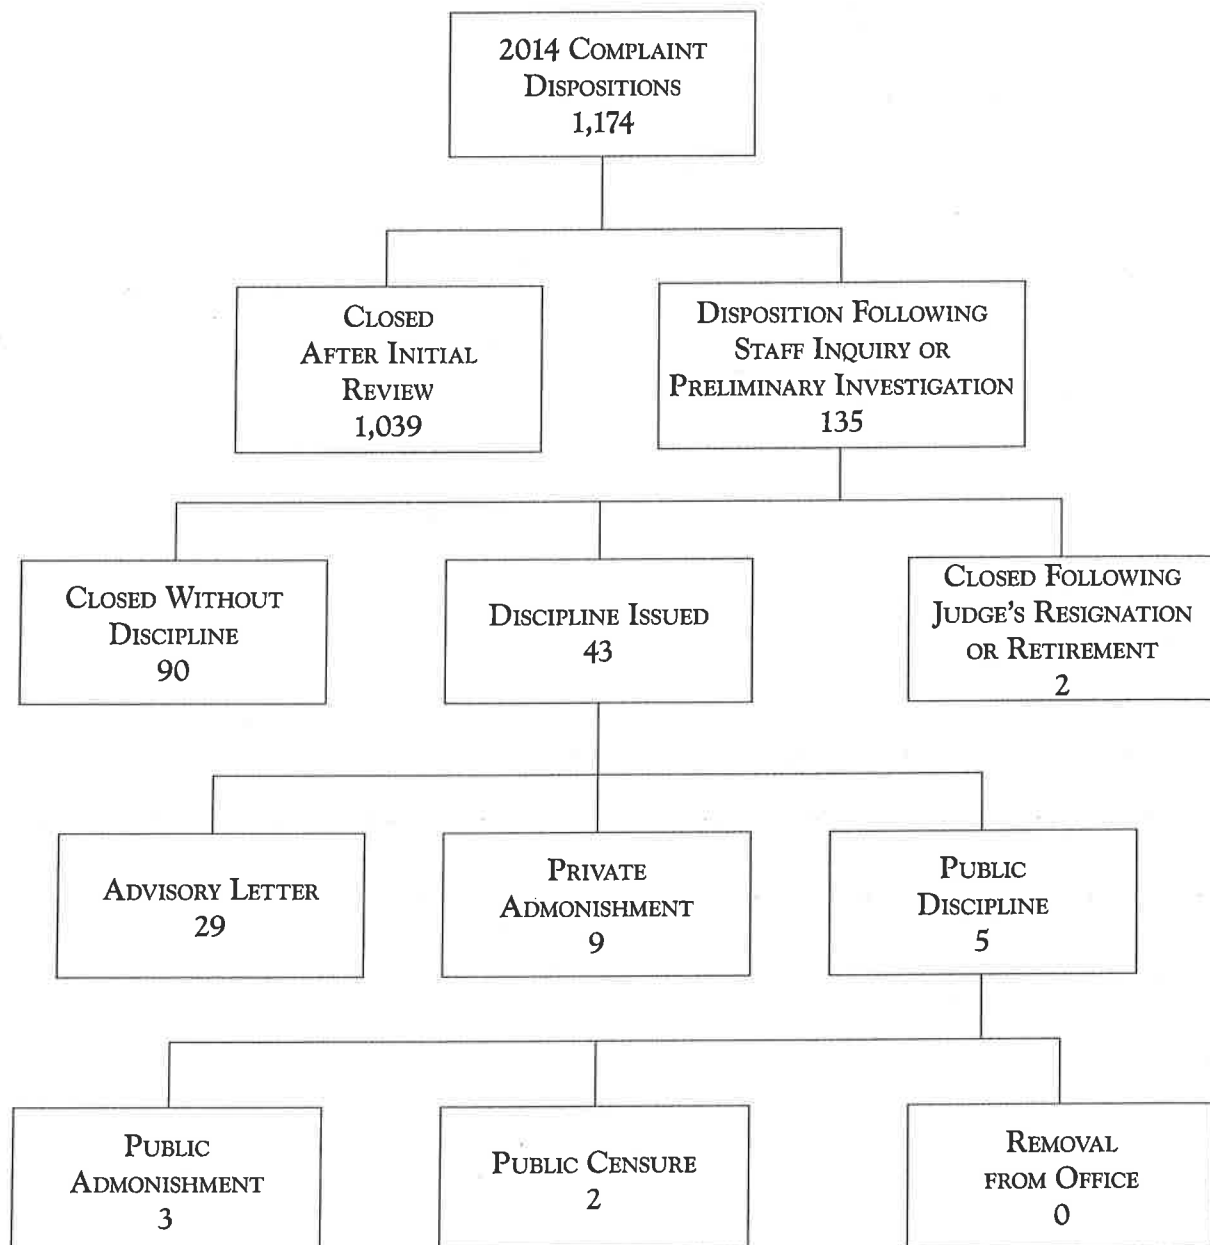 2014 Complaint
Dispositions
1,174
Closed
After Initial
Review
1,039
Disposition Following
Staff Inquiry or
Preliminary Investigation
135
Closed Without
Discipline
90
Discipline Issued
43
Closed Following
Judge's Resignation
or Retirement
2
Advisory Letter
29
Private
Admonishment
9
Public
Discipline
5
Public
Admonishment
3
Public Censure
2
Removal
from Office
0